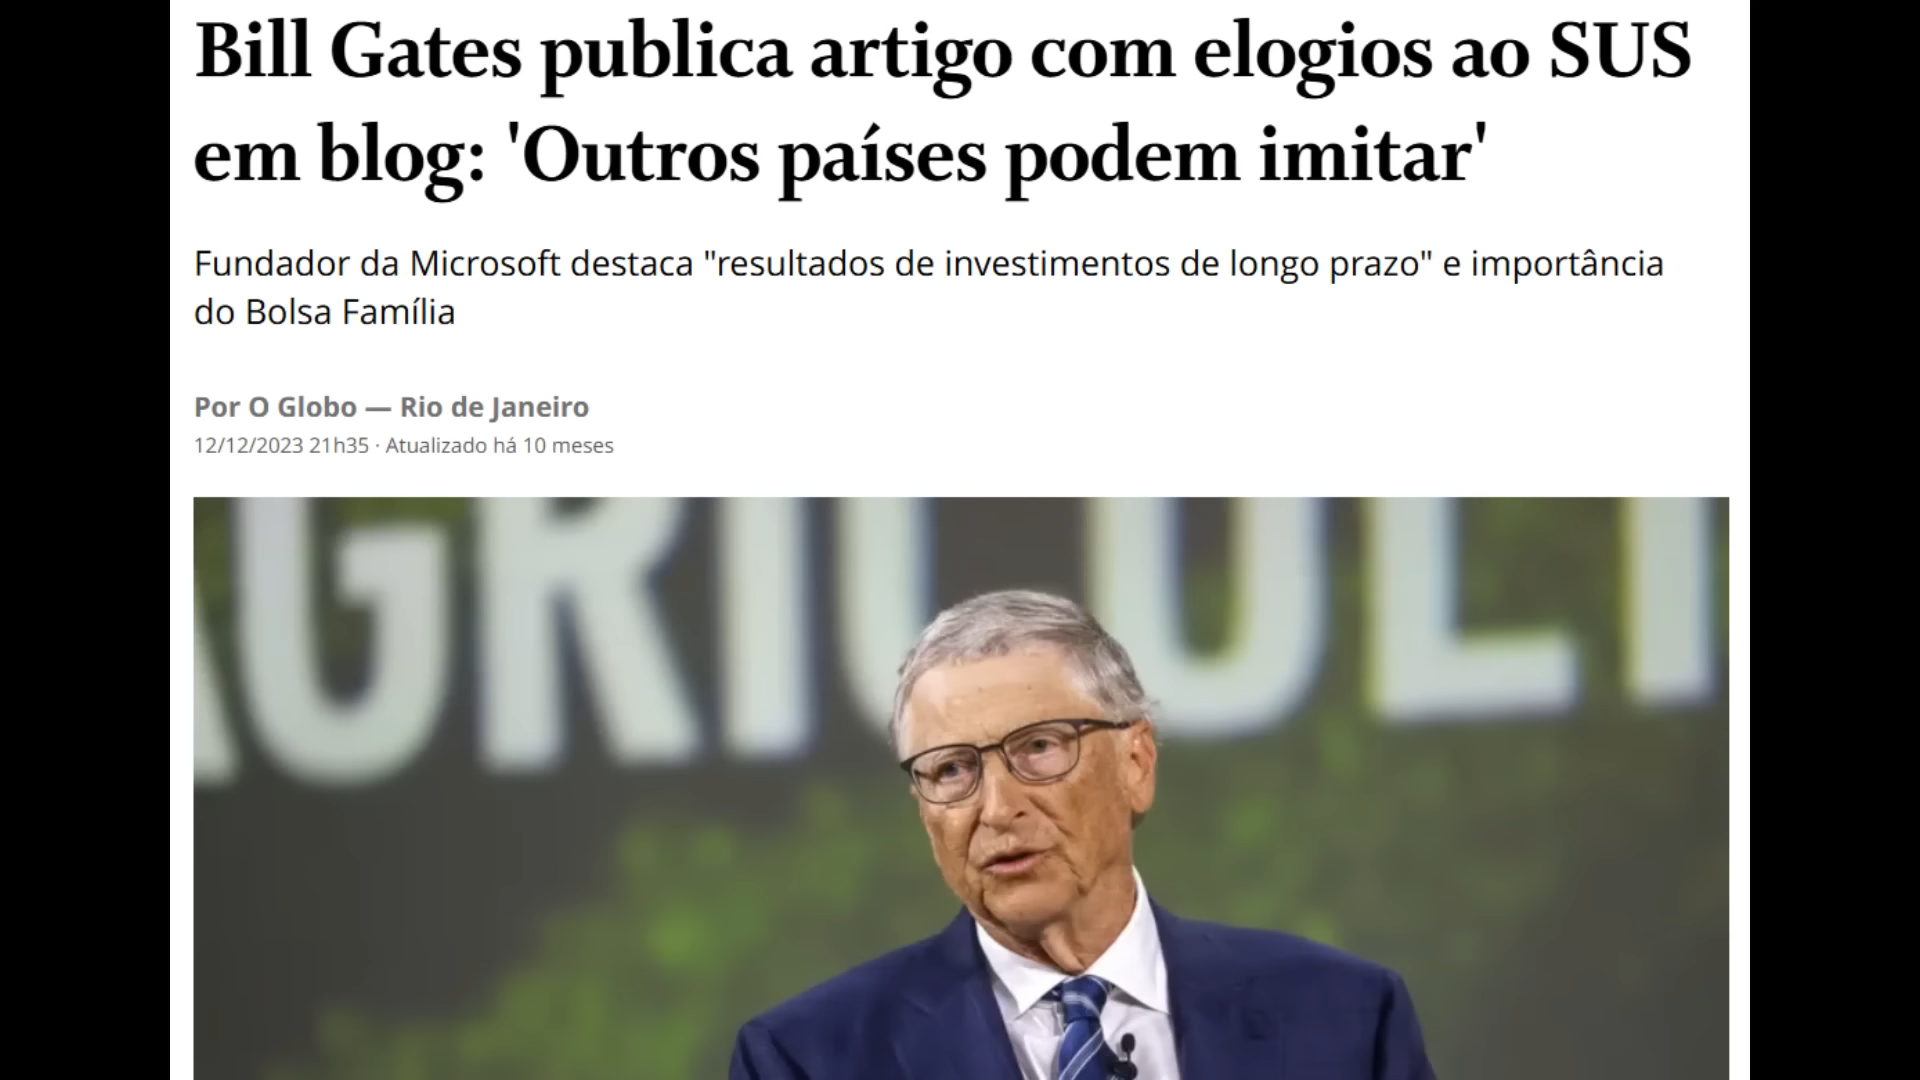 Bill Gates publica artigo com elogios ao SUS
em blog: 'Outros países podem imitar'
Fundador da Microsoft destaca "resultados de investimentos de longo prazo" e importância
do Bolsa Família
Por O Globo — Rio de Janeiro
12/12/2023 21h35 · Atualizado há 10 meses
AGRICULT